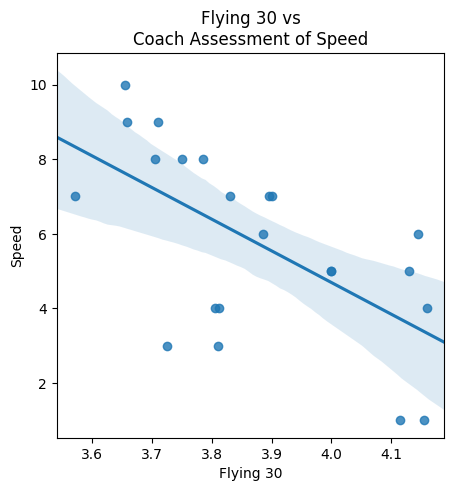 Flying 30 vs
Coach Assessment of Speed
10
8
6
4
2
Speed
3.6 3.7 3.8 3.9 4.0 4.1
Flying 30